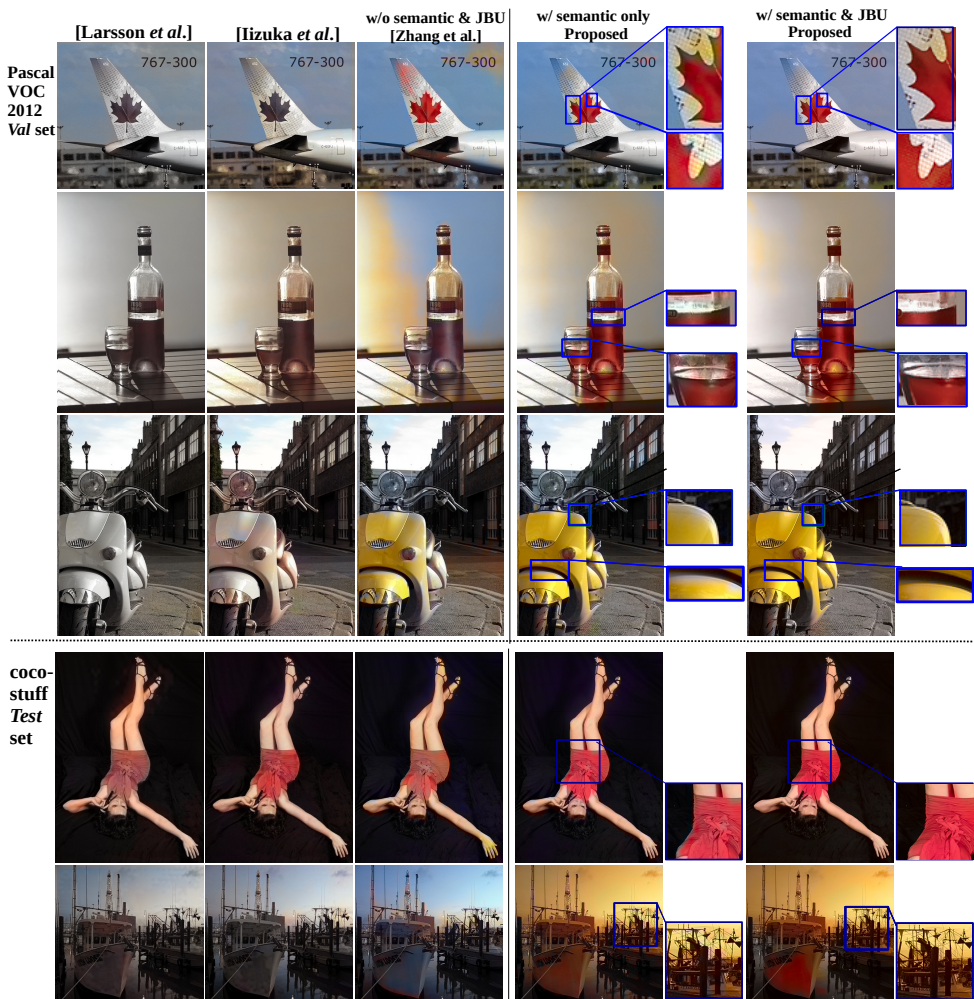 [Larsson et al.]
[Iizuka et al.]
w/o semantic & JBU
[Zhang et al.]
w/ semantic only
Proposed
w/ semantic & JBU
Proposed
Pascal
VOC
2012
Val set
767-300
767-300
767-300
767-300
767-300
coco-
stuff
Test
set